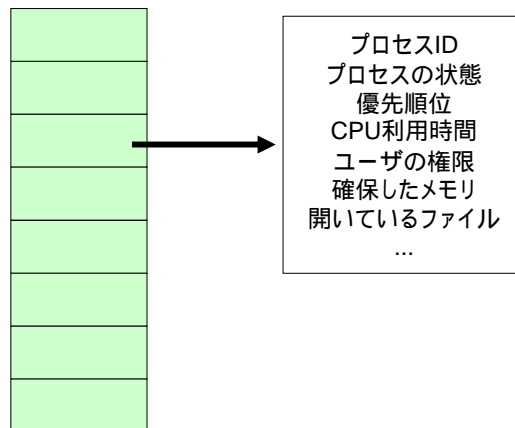 プロセスID
プロセスの状態
優先順位
CPU利用時間
ユーザの権限
確保したメモリ
開いているファイル
...